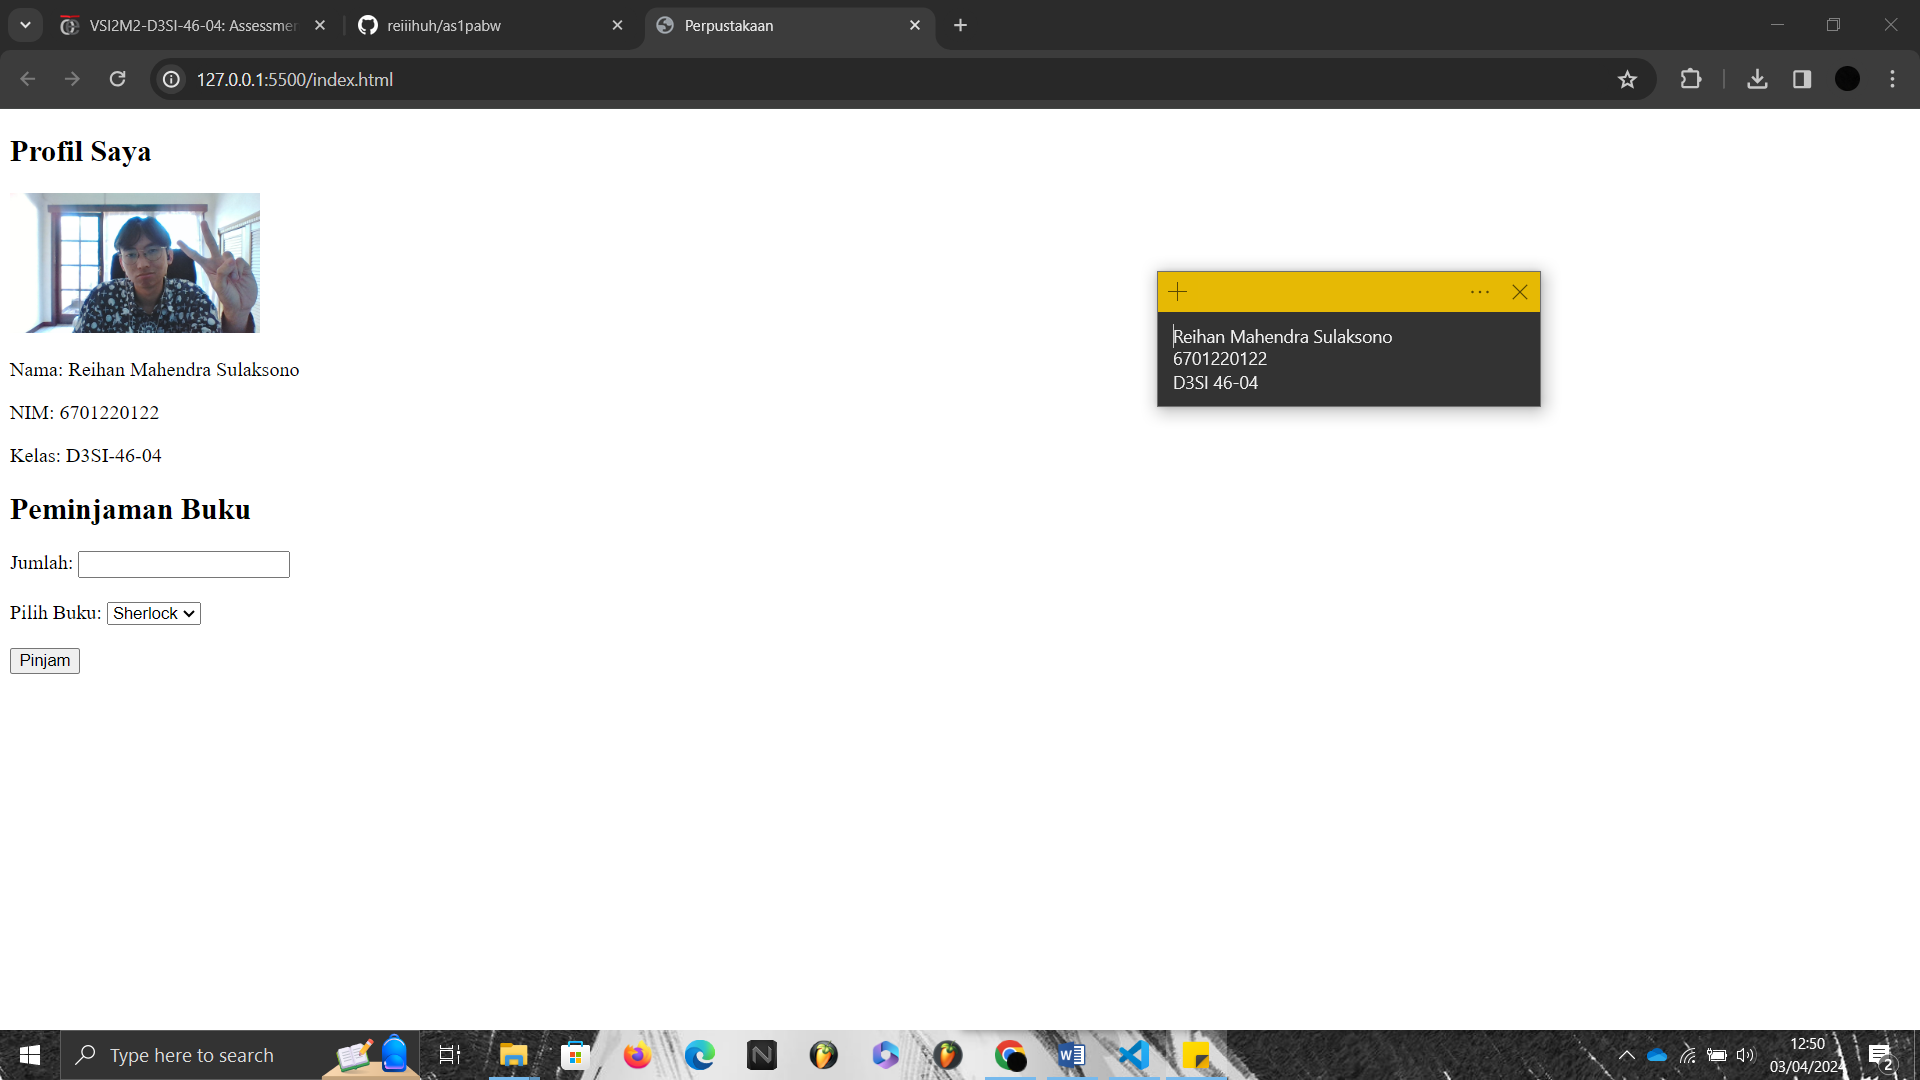 VSI2M2-D3SI-46-04: Assessmen
reiiihuh/as1pabw
Perpustakaan
127.0.0.1:5500/index.html
Profil Saya
Nama: Reihan Mahendra Sulaksono
NIM: 6701220122
Kelas: D3SI-46-04
Peminjaman Buku
Jumlah:
Pilih Buku: Sherlock
Pinjam
Reihan Mahendra Sulaksono
6701220122
D3SI 46-04
Type here to search
12:50
03/04/2024
2